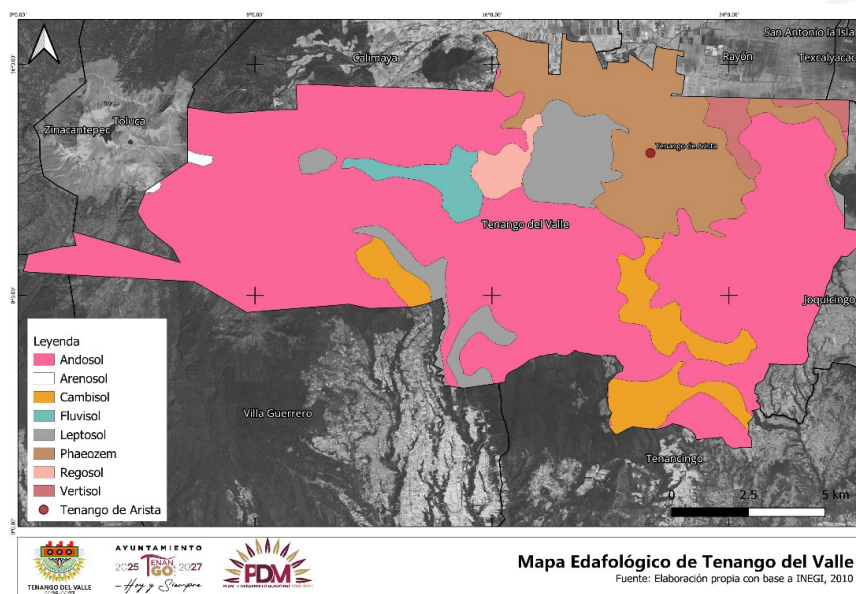 San Antonio la Isla
Calimaya
Rayón
Texcalyacac
Zinacantepec
Toluca
Tenango de Arista
Tenango del Valle
Joquicingo
Villa Guerrero
Tenancingo
Leyenda
Andosol
Arenosol
Cambisol
Fluvisol
Leptosol
Phaeozem
Regosol
Vertisol
Tenango de Arista
0 2.5 5 km
TENANGO DEL VALLE
AYUNTAMIENTO
2025 TENANGO 2027
- Hoy y Siempre
PDM
Mapa Edafológico de Tenango del Valle
Fuente: Elaboración propia con base a INEGI, 2010